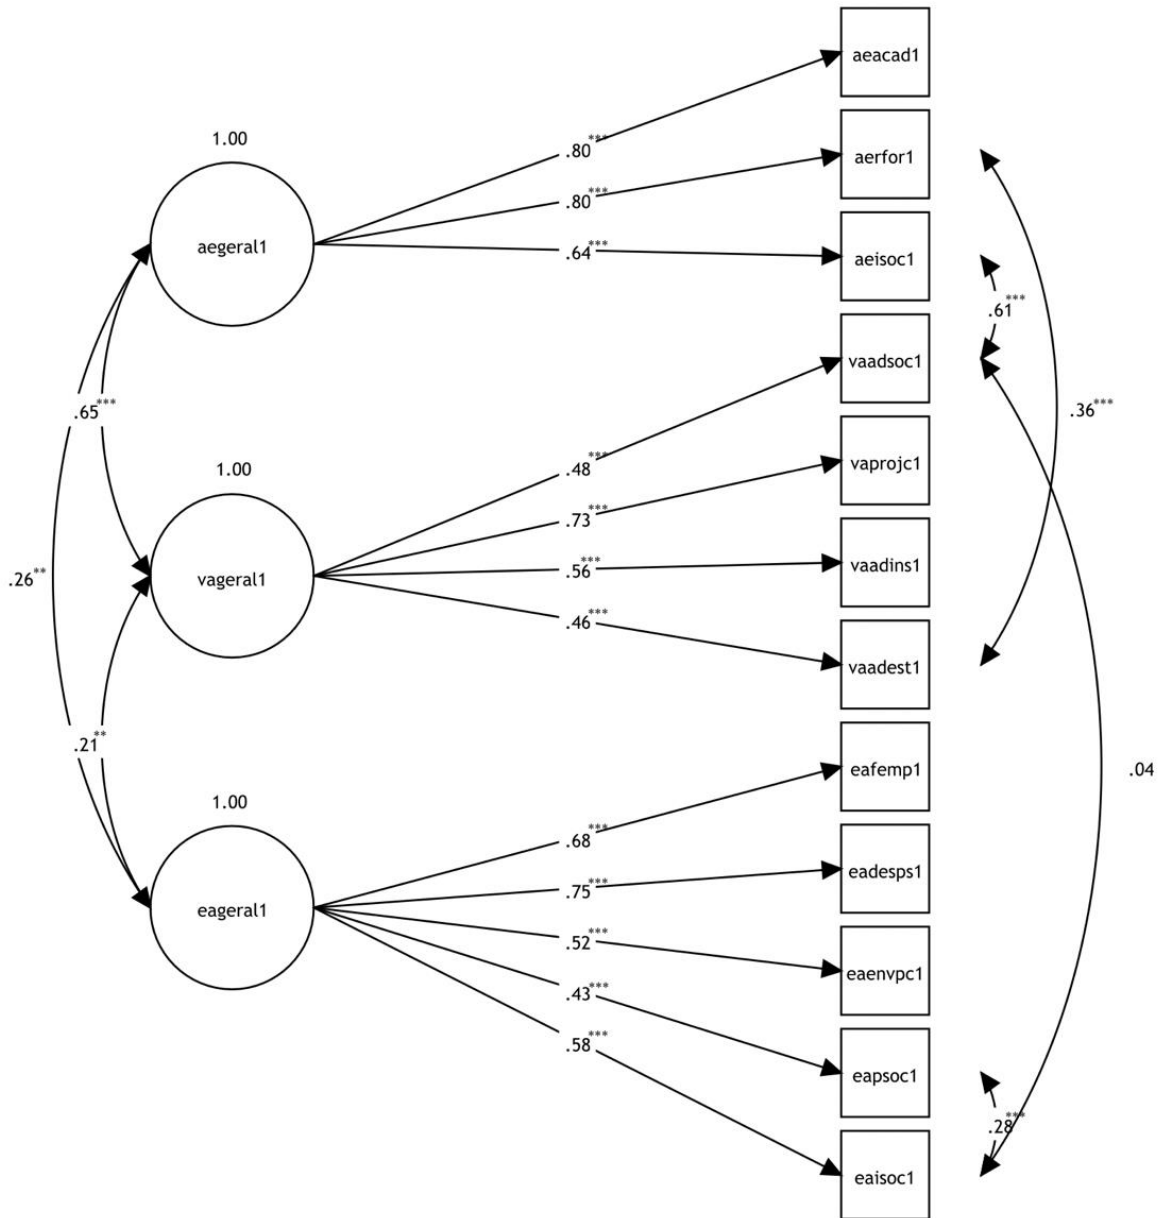 aeacad1
1.00
.80***
aerfor1
.80***
aegeral1
.64***
aeisoc1
.61***
vaadsoc1
.65***
.36***
1.00
.48***
vaprojc1
.73***
.56***
vaadins1
.26**
vageral1
.46***
vaadest1
.21**
eafemp1
.04
1.00
.68***
eadesps1
.75***
eageral1
.52***
eaenvpc1
.43***
.58***
eapsoc1
.28***
eaisoc1